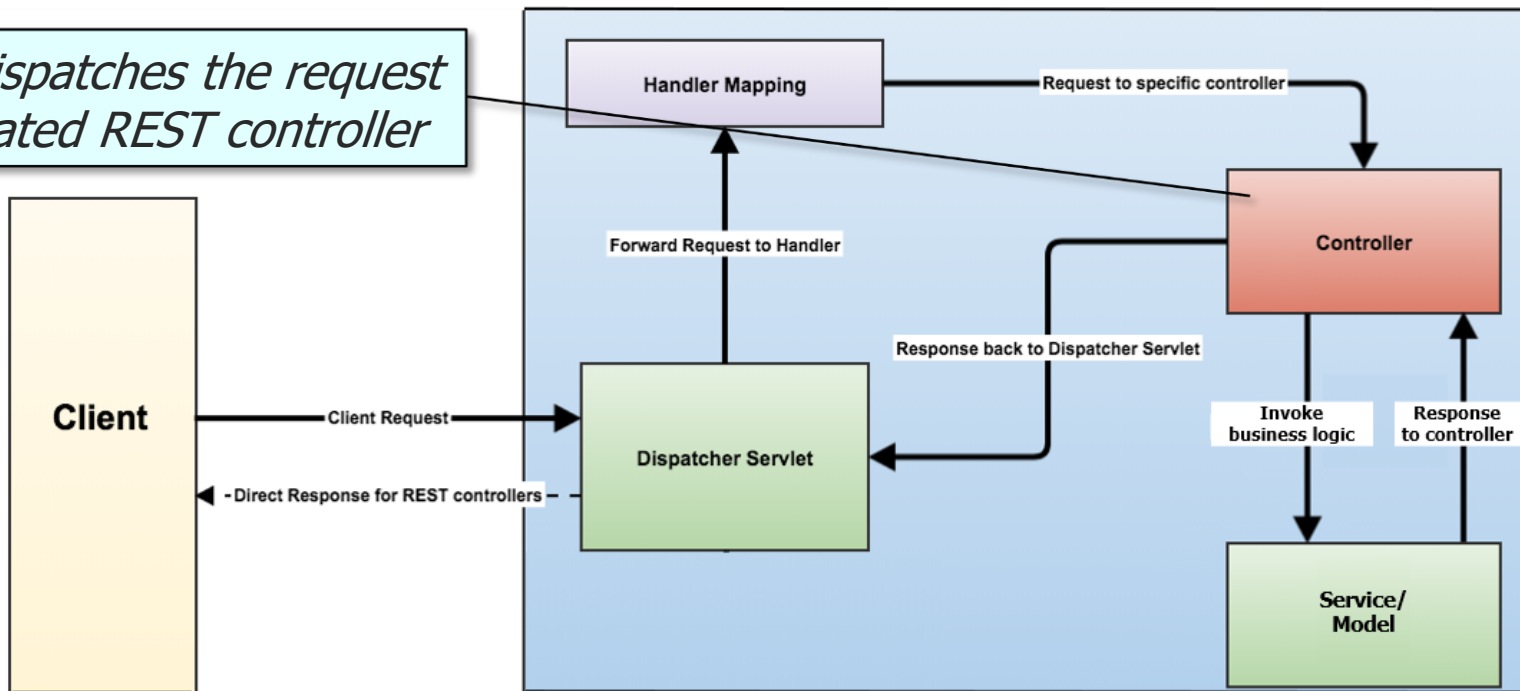 ispatches the request
ated REST controller
Handler Mapping
Request to specific controller
Forward Request to Handler
Controller
Response back to Dispatcher Servlet
Client
Client Request
Dispatcher Servlet
Invoke
business logic
Response
to controller
-Direct Response for REST controllers
Service/
Model